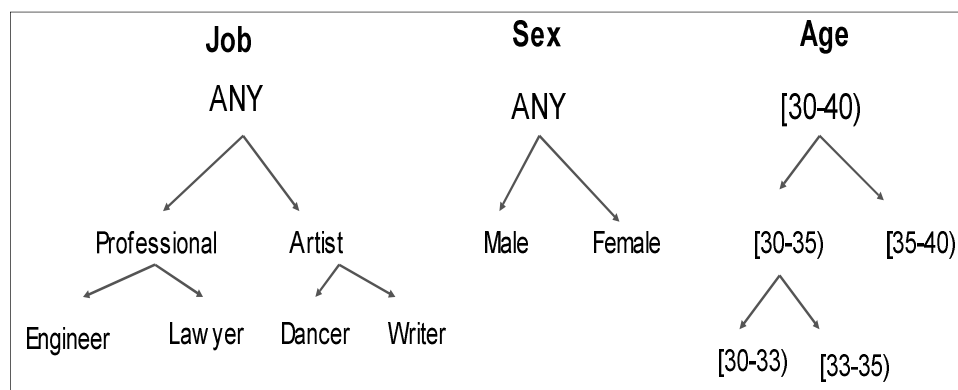 Job Sex Age
ANY ANY [30-40)
Professional Artist Male Female [30-35) [35-40)
Engineer Lawyer Dancer Writer
[30-33) [33-35)